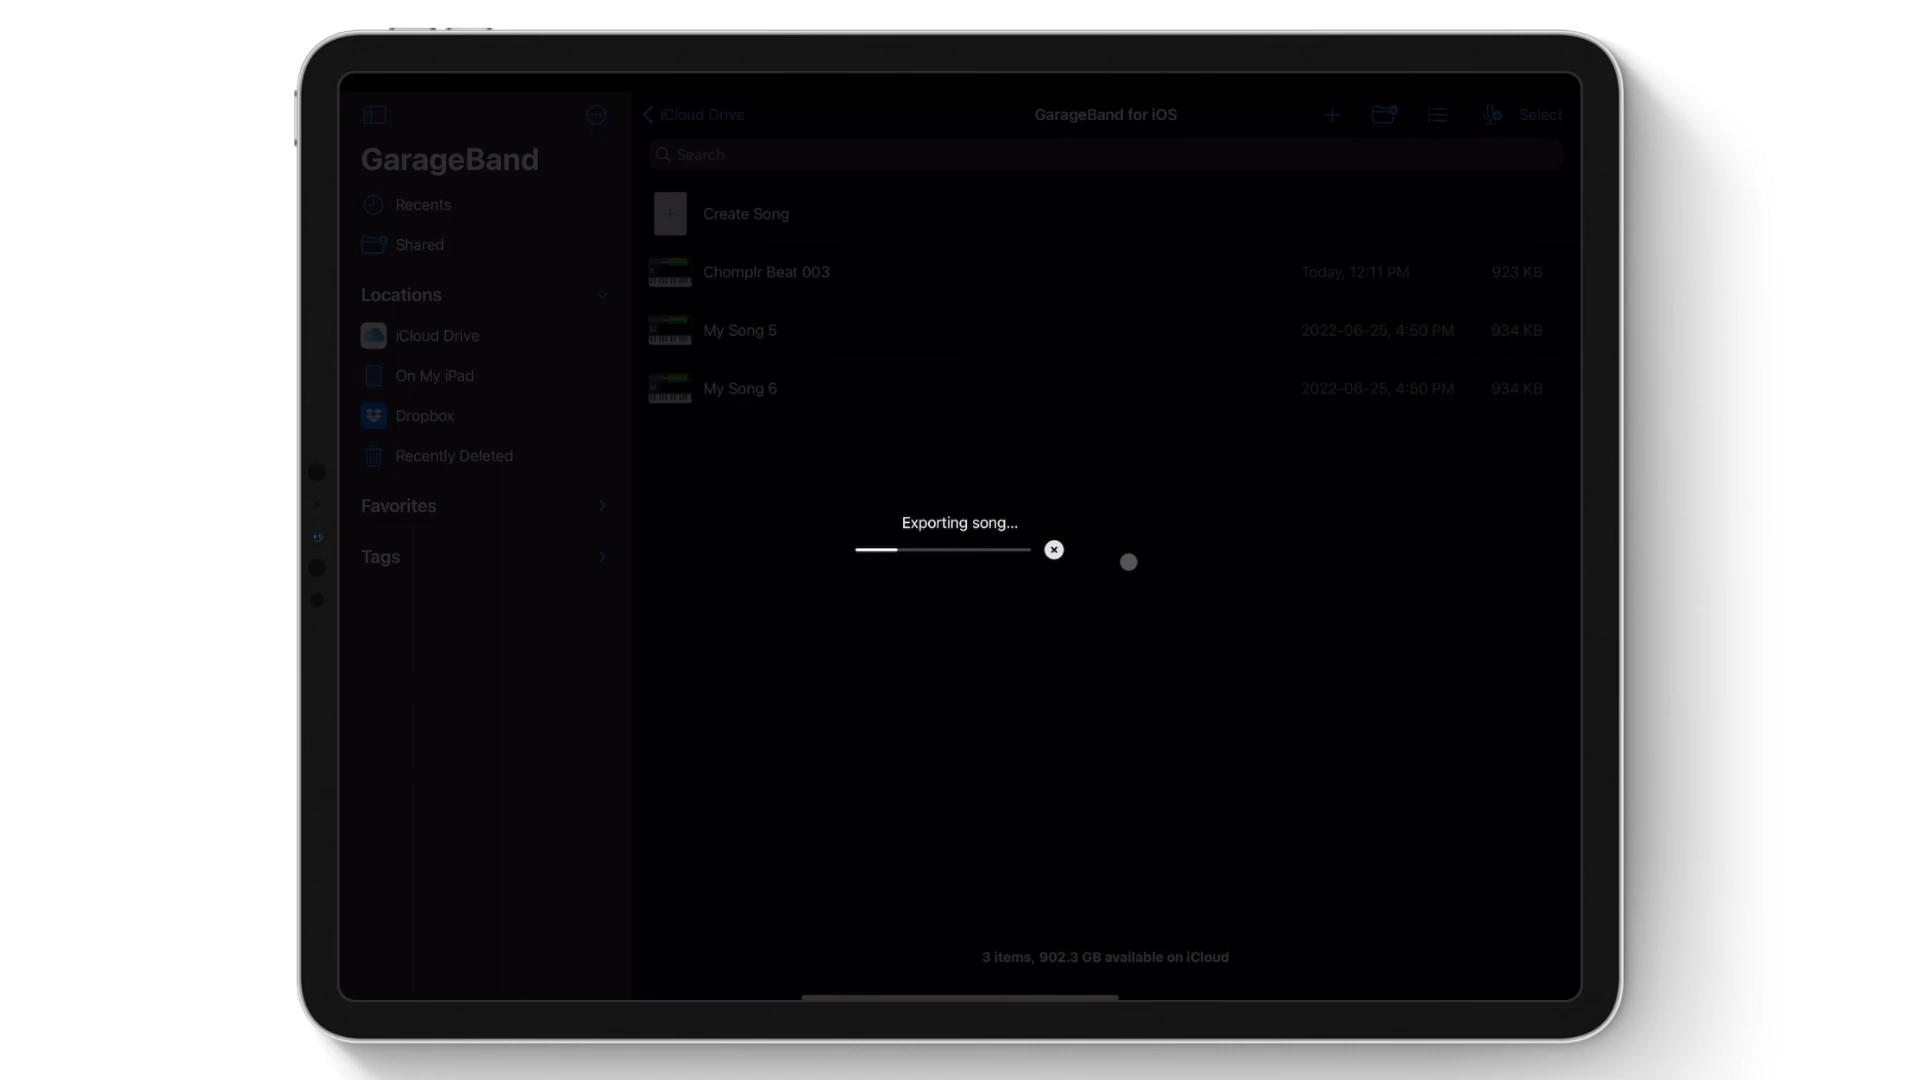 GarageBand
Recents
Shared
Locations
iCloud Drive
On My iPad
Dropbox
Recently Deleted
Favorites
Tags
iCloud Drive
GarageBand for iOS
Select
Search
Create Song
Chomplr Beat 003 Today, 12:11 PM 923 KB
My Song 5 2022-06-25, 4:50 PM 934 KB
My Song 6 2022-06-25, 4:50 PM 934 KB
Exporting song...
3 items, 902.3 GB available on iCloud